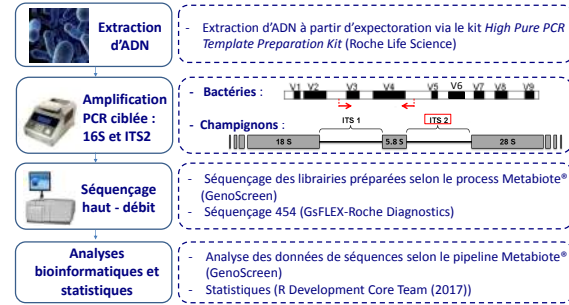 Extraction
d'ADN
- Extraction d'ADN à partir d'expectoration via le kit High Pure PCR
Template Preparation Kit (Roche Life Science)
Amplification
PCR ciblée :
16S et ITS2
- Bactéries :
V1 V2 V3 V4 V5 V6 V7 V8 V9
- Champignons :
ITS 1 ITS 2
18 S 5.8 S 28 S
Séquençage
haut - débit
- Séquençage des librairies préparées selon le process Metabiote®
(GenoScreen)
- Séquençage 454 (GsFLEX-Roche Diagnostics)
Analyses
bioinformatiques et
statistiques
- Analyse des données de séquences selon le pipeline Metabiote®
(GenoScreen)
- Statistiques (R Development Core Team (2017))